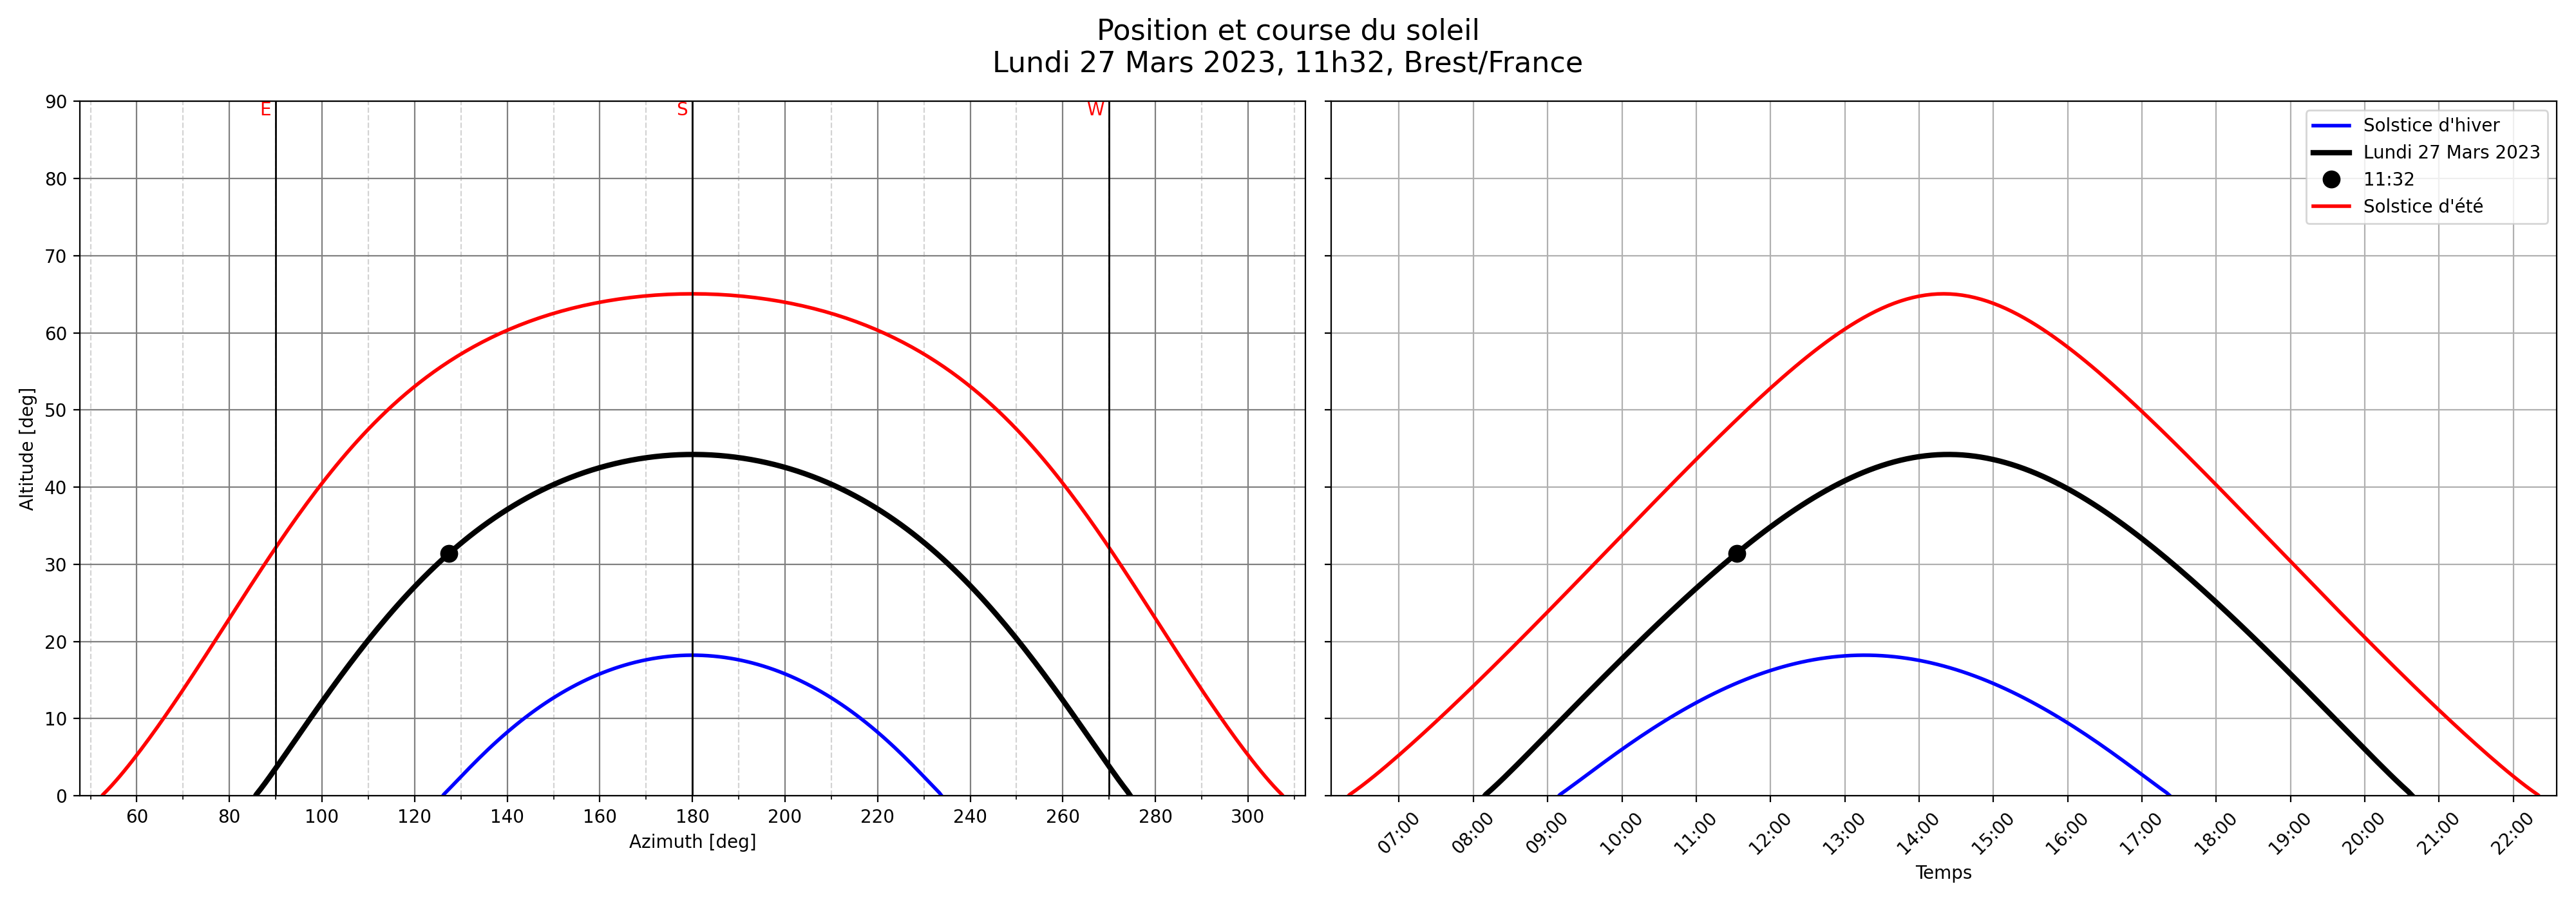 Position et course du soleil
Lundi 27 Mars 2023, 11h32, Brest/France
E
S
W
90
80
70
60
50
40
30
20
10
0
Altitude [deg]
60 80 100 120 140 160 180 200 220 240 260 280 300
Azimuth [deg]
Solstice d'hiver
Lundi 27 Mars 2023
11:32
Solstice d'été
07:00 08:00 09:00 10:00 11:00 12:00 13:00 14:00 15:00 16:00 17:00 18:00 19:00 20:00 21:00 22:00
Temps